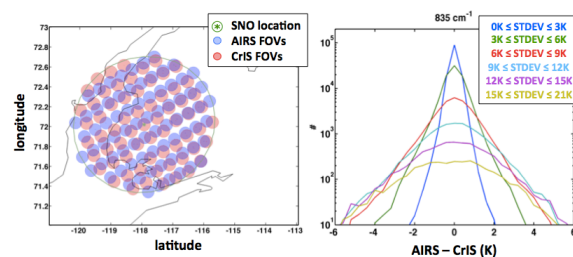 SNO location
AIRS FOVs
CrIS FOVs
73
72.8
72.6
72.4
72.2
72
71.8
71.6
71.4
longitude
-120 -119 -118 -117 -116 -115 -114 -113 -112
latitude
835 cm⁻¹
0K ≤ STDEV ≤ 3K
3K ≤ STDEV ≤ 6K
6K ≤ STDEV ≤ 9K
9K ≤ STDEV ≤ 12K
12K ≤ STDEV ≤ 15K
15K ≤ STDEV ≤ 21K
10⁵
10⁴
10³
10²
10¹
#
-6 -4 -2 0 2 4 6
AIRS – CrIS (K)